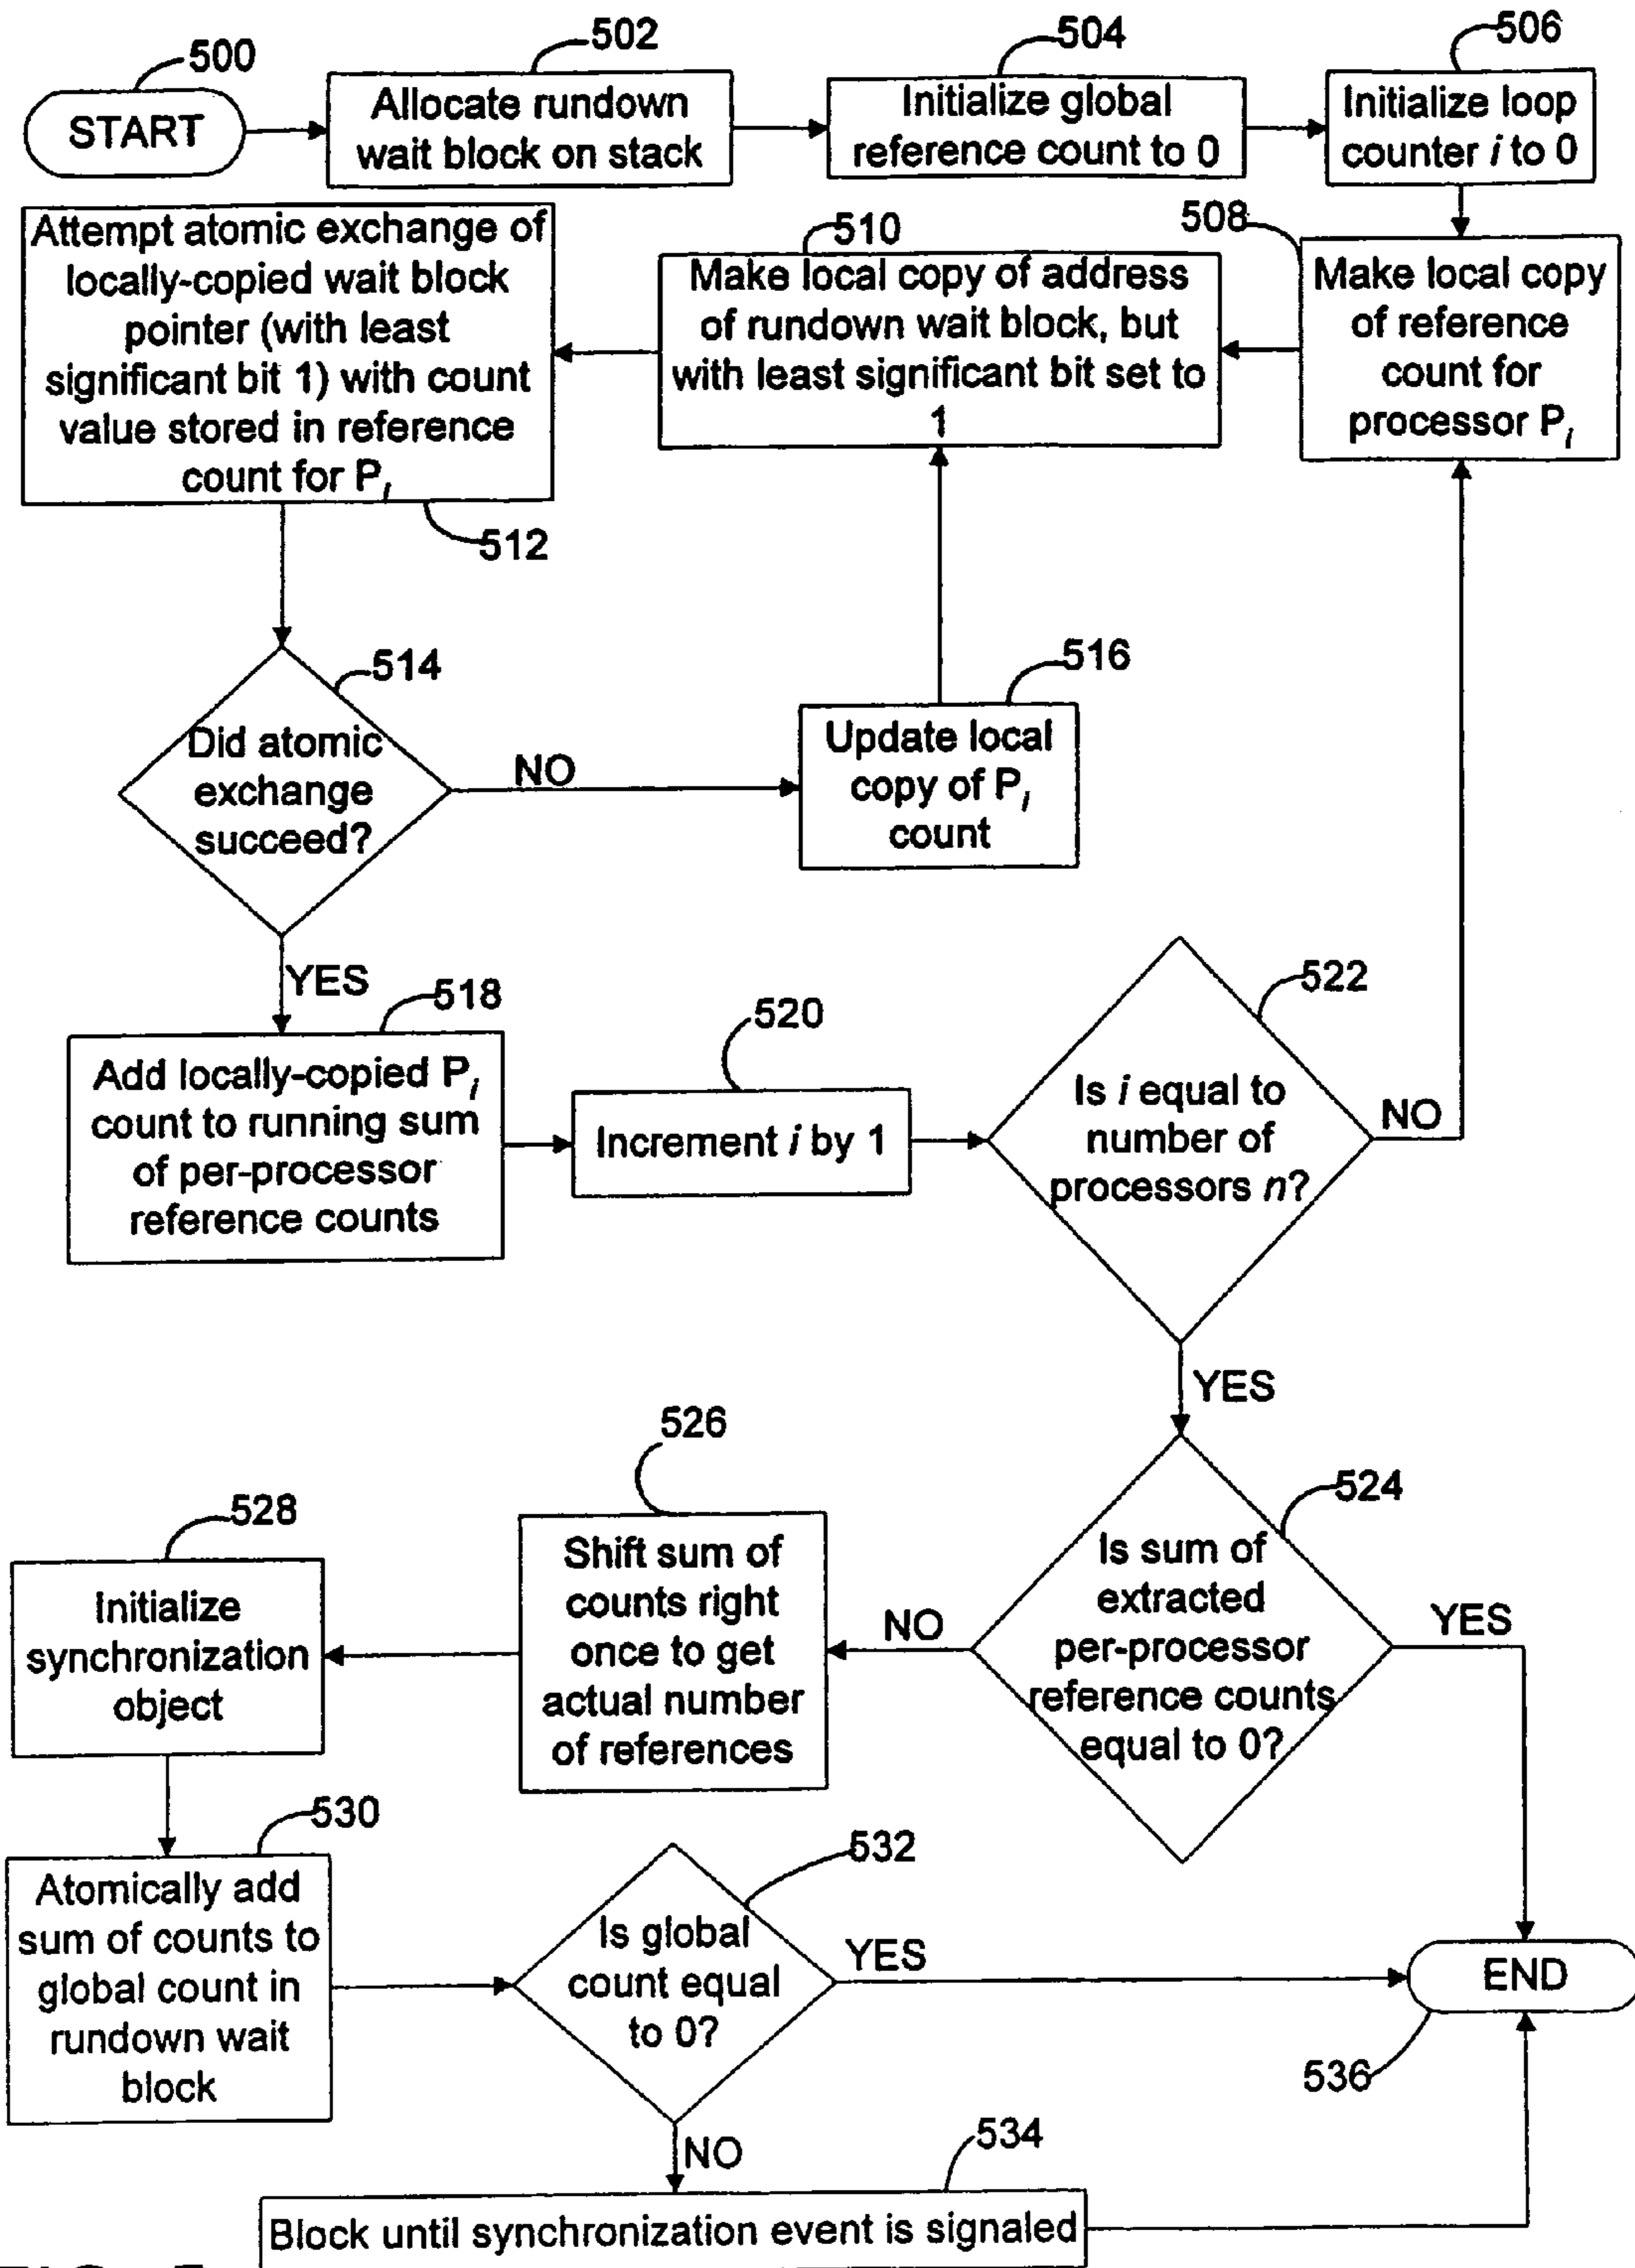 500
START
502
Allocate rundown
wait block on stack
504
Initialize global
reference count to 0
506
Initialize loop
counter i to 0
508
Make local copy
of reference
count for
processor Pi
510
Make local copy of address
of rundown wait block, but
with least significant bit set to
1
Attempt atomic exchange of
locally-copied wait block
pointer (with least
significant bit 1) with count
value stored in reference
count for Pi
512
514
Did atomic
exchange
succeed?
NO
516
Update local
copy of Pi
count
YES
518
Add locally-copied Pi
count to running sum
of per-processor
reference counts
520
Increment i by 1
522
Is i equal to
number of
processors n?
NO
YES
524
Is sum of
extracted
per-processor
reference counts
equal to 0?
YES
NO
526
Shift sum of
counts right
once to get
actual number
of references
528
Initialize
synchronization
object
530
Atomically add
sum of counts to
global count in
rundown wait
block
532
Is global
count equal
to 0?
YES
END
536
NO
534
Block until synchronization event is signaled